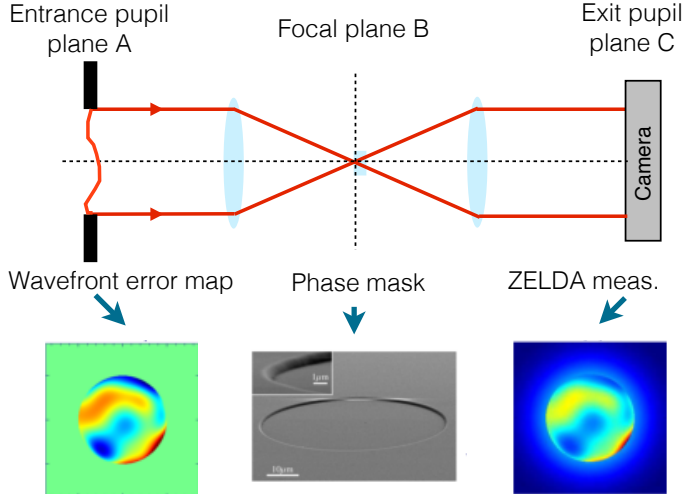 Entrance pupil
plane A
Focal plane B
Exit pupil
plane C
Camera
Wavefront error map
Phase mask
ZELDA meas.
1μm
10μm